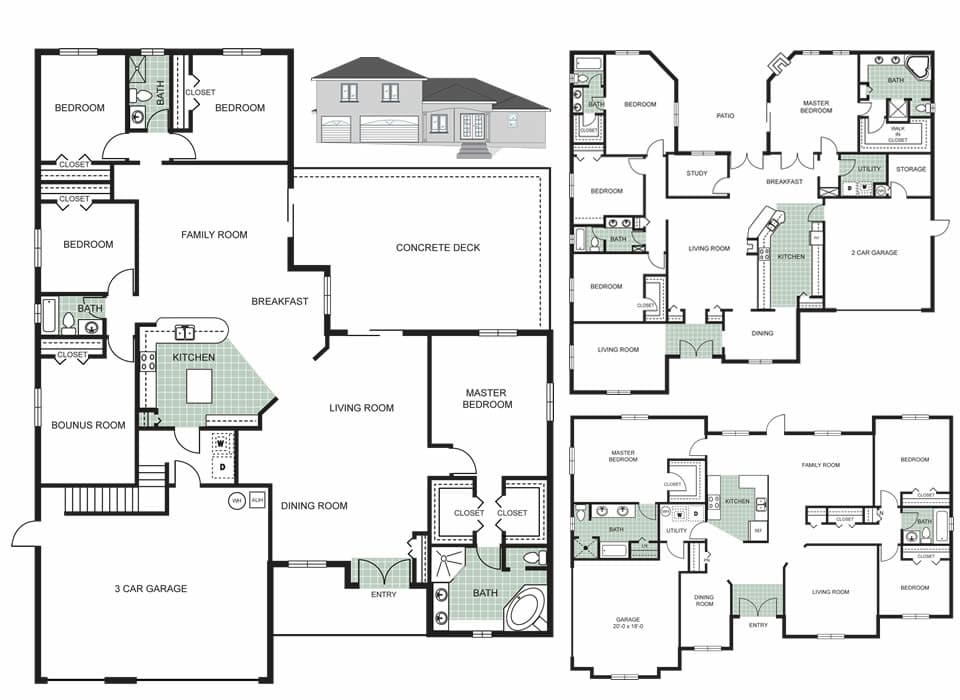 BEDROOM
BATH
CLOSET
BEDROOM
CLOSET
CLOSET
BEDROOM
FAMILY ROOM
CONCRETE DECK
BREAKFAST
BATH
CLOSET
KITCHEN
BOUNUS ROOM
LIVING ROOM
MASTER
BEDROOM
W
D
WH
AUH
DINING ROOM
CLOSET
CLOSET
3 CAR GARAGE
ENTRY
BATH
BATH
CLOSET
BEDROOM
PATIO
MASTER
BEDROOM
BATH
WALK
IN
CLOSET
BEDROOM
STUDY
BREAKFAST
UTILITY
STORAGE
D
W
BATH
LIVING ROOM
KITCHEN
2 CAR GARAGE
BEDROOM
CLOSET
LIVING ROOM
DINING
MASTER
BEDROOM
CLOSET
KITCHEN
FAMILY ROOM
BEDROOM
CLOSET
BATH
WH
W
D
UTILITY
REF
CLOSET
BATH
CLOSET
BEDROOM
DINING
ROOM
LIVING ROOM
GARAGE
20'-0 x 18'-0
ENTRY